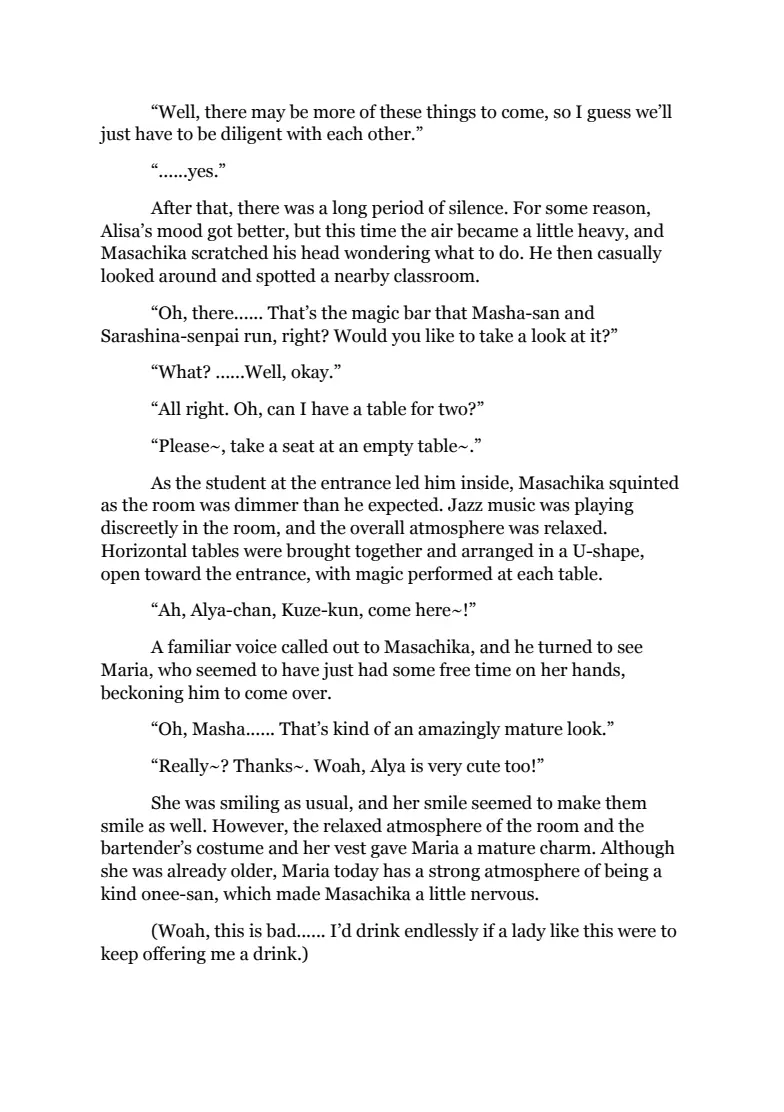 “Well, there may be more of these things to come, so I guess we’ll
just have to be diligent with each other.”
“......yes.”
After that, there was a long period of silence. For some reason,
Alisa’s mood got better, but this time the air became a little heavy, and
Masachika scratched his head wondering what to do. He then casually
looked around and spotted a nearby classroom.
“Oh, there...... That’s the magic bar that Masha-san and
Sarashina-senpai run, right? Would you like to take a look at it?”
“What? ......Well, okay.”
“All right. Oh, can I have a table for two?”
“Please~, take a seat at an empty table~.”
As the student at the entrance led him inside, Masachika squinted
as the room was dimmer than he expected. Jazz music was playing
discreetly in the room, and the overall atmosphere was relaxed.
Horizontal tables were brought together and arranged in a U-shape,
open toward the entrance, with magic performed at each table.
“Ah, Alya-chan, Kuze-kun, come here~!”
A familiar voice called out to Masachika, and he turned to see
Maria, who seemed to have just had some free time on her hands,
beckoning him to come over.
“Oh, Masha...... That’s kind of an amazingly mature look.”
“Really~? Thanks~. Woah, Alya is very cute too!”
She was smiling as usual, and her smile seemed to make them
smile as well. However, the relaxed atmosphere of the room and the
bartender’s costume and her vest gave Maria a mature charm. Although
she was already older, Maria today has a strong atmosphere of being a
kind onee-san, which made Masachika a little nervous.
(Woah, this is bad...... I’d drink endlessly if a lady like this were to
keep offering me a drink.)